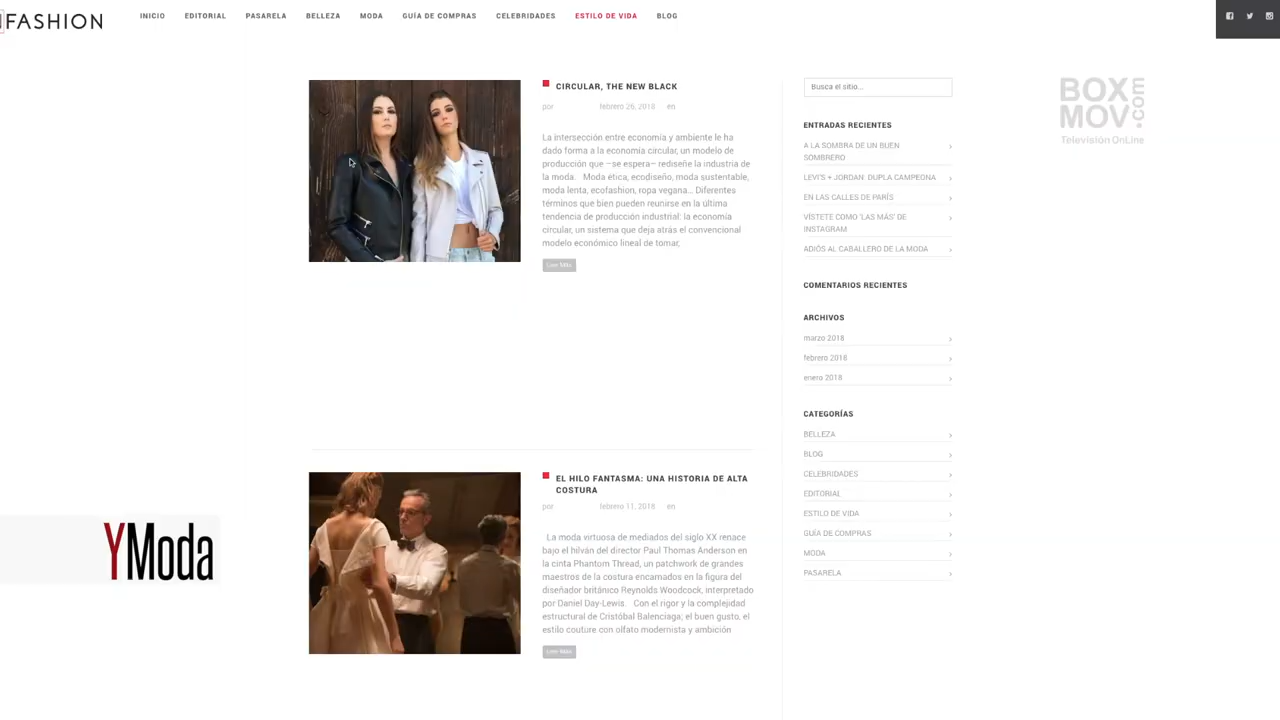 FASHION
INICIO EDITORIAL PASARELA BELLEZA MODA GUÍA DE COMPRAS CELEBRIDADES ESTILO DE VIDA BLOG
CIRCULAR, THE NEW BLACK
por febrero 26, 2018 en
La intersección entre economía y ambiente le ha
dado forma a la economía circular, un modelo de
producción que –se espera– rediseñe la industria de
la moda. Moda ética, ecodiseño, moda sustentable,
moda lenta, ecofashion, ropa vegana... Diferentes
términos que bien pueden reunirse en la última
tendencia de producción industrial: la economía
circular, un sistema que deja atrás el convencional
modelo económico lineal de tomar,
Leer Más
EL HILO FANTASMA: UNA HISTORIA DE ALTA
COSTURA
por febrero 11, 2018 en
La moda virtuosa de mediados del siglo XX renace
bajo el hilván del director Paul Thomas Anderson en
la cinta Phantom Thread, un patchwork de grandes
maestros de la costura encarnados en la figura del
diseñador británico Reynolds Woodcock, interpretado
por Daniel Day-Lewis. Con el rigor y la complejidad
estructural de Cristóbal Balenciaga; el buen gusto, el
estilo couture con olfato modernista y ambición
Leer Más
Busca el sitio...
ENTRADAS RECIENTES
A LA SOMBRA DE UN BUEN
SOMBRERO
LEVI'S + JORDAN: DUPLA CAMPEONA
EN LAS CALLES DE PARÍS
VÍSTETE COMO 'LAS MÁS' DE
INSTAGRAM
ADIÓS AL CABALLERO DE LA MODA
COMENTARIOS RECIENTES
ARCHIVOS
marzo 2018
febrero 2018
enero 2018
CATEGORÍAS
BELLEZA
BLOG
CELEBRIDADES
EDITORIAL
ESTILO DE VIDA
GUÍA DE COMPRAS
MODA
PASARELA
BOX
MOV.com
Televisión OnLine
YModa